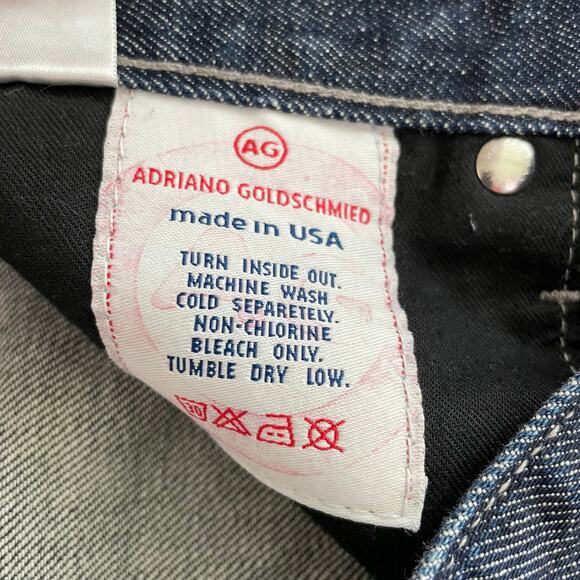 AG
ADRIANO GOLDSCHMIED
made in USA
TURN INSIDE OUT.
MACHINE WASH
COLD SEPARETELY.
NON-CHLORINE
BLEACH ONLY.
TUMBLE DRY LOW.
30